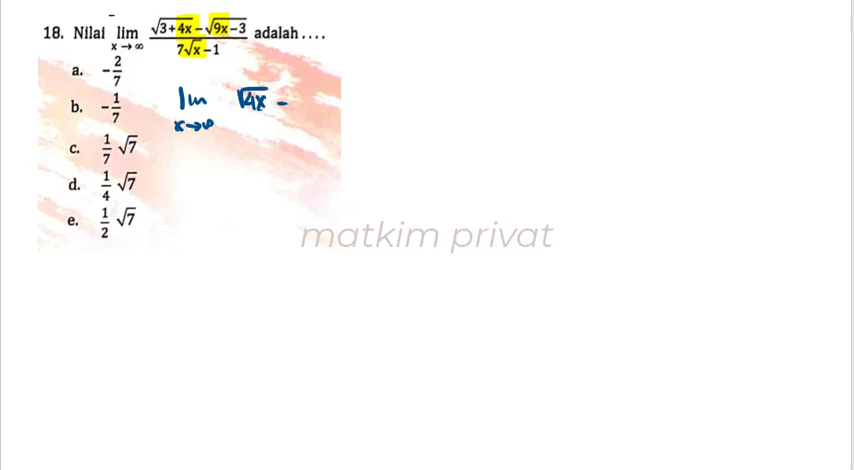 18. Nilai lim x→∞ (√(3+4x) − √(9x−3)) / (7√x −1) adalah ....
a. −2/7
b. −1/7
c. 1/7 √7
d. 1/4 √7
e. 1/2 √7
lim x→∞ √4x −
matkim privat